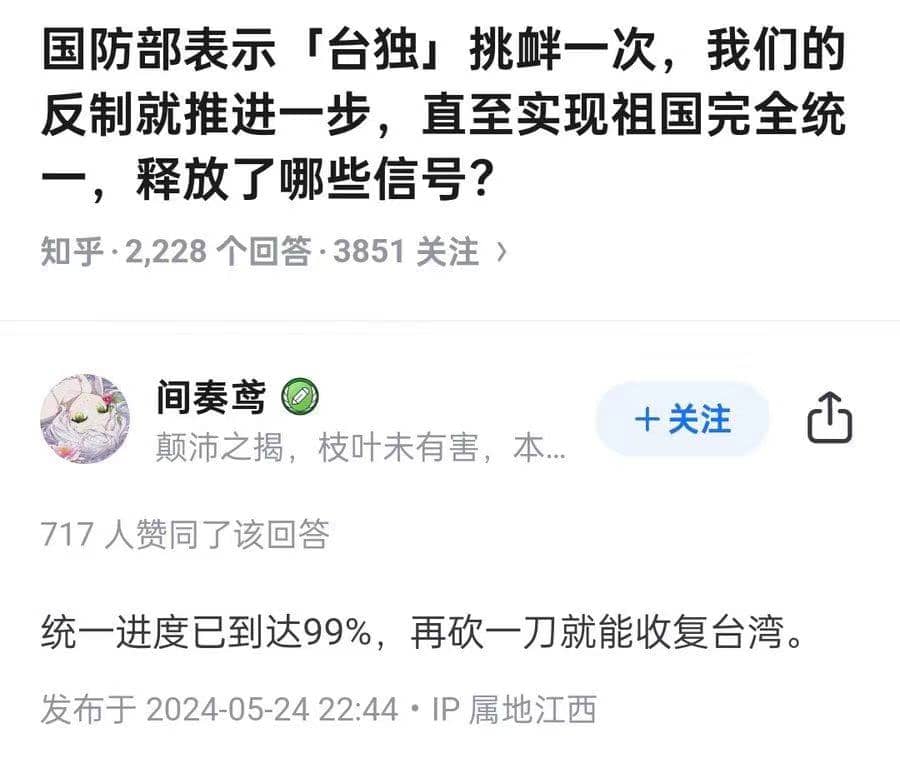 国防部表示「台独」挑衅一次，我们的
反制就推进一步，直至实现祖国完全统
一，释放了哪些信号？
知乎·2,228 个回答·3851 关注 ›
间奏鸢
+关注
颠沛之揭，枝叶未有害，本...
717 人赞同了该回答
统一进度已到达99%，再砍一刀就能收复台湾。
发布于 2024-05-24 22:44・IP 属地江西